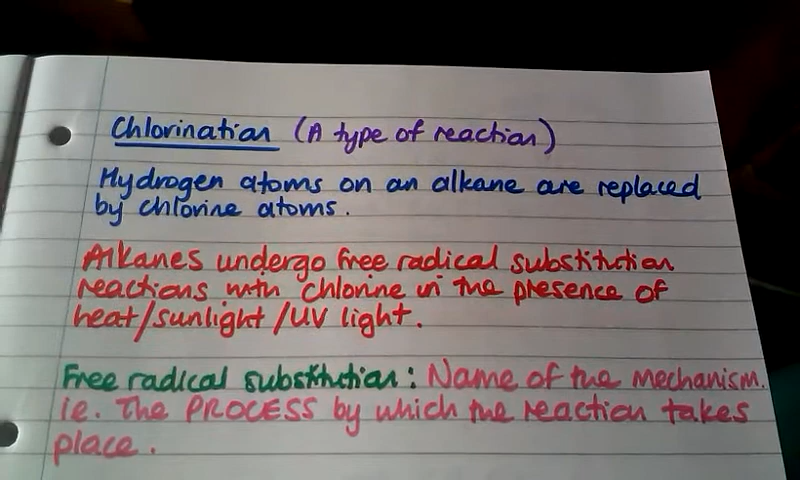 Chlorination (A type of reaction)
Hydrogen atoms on an alkane are replaced
by chlorine atoms.
Alkanes undergo free radical substitution
reactions with chlorine in the presence of
heat/sunlight/UV light.
Free radical substitution: Name of the mechanism.
ie. The PROCESS by which the reaction takes
place.